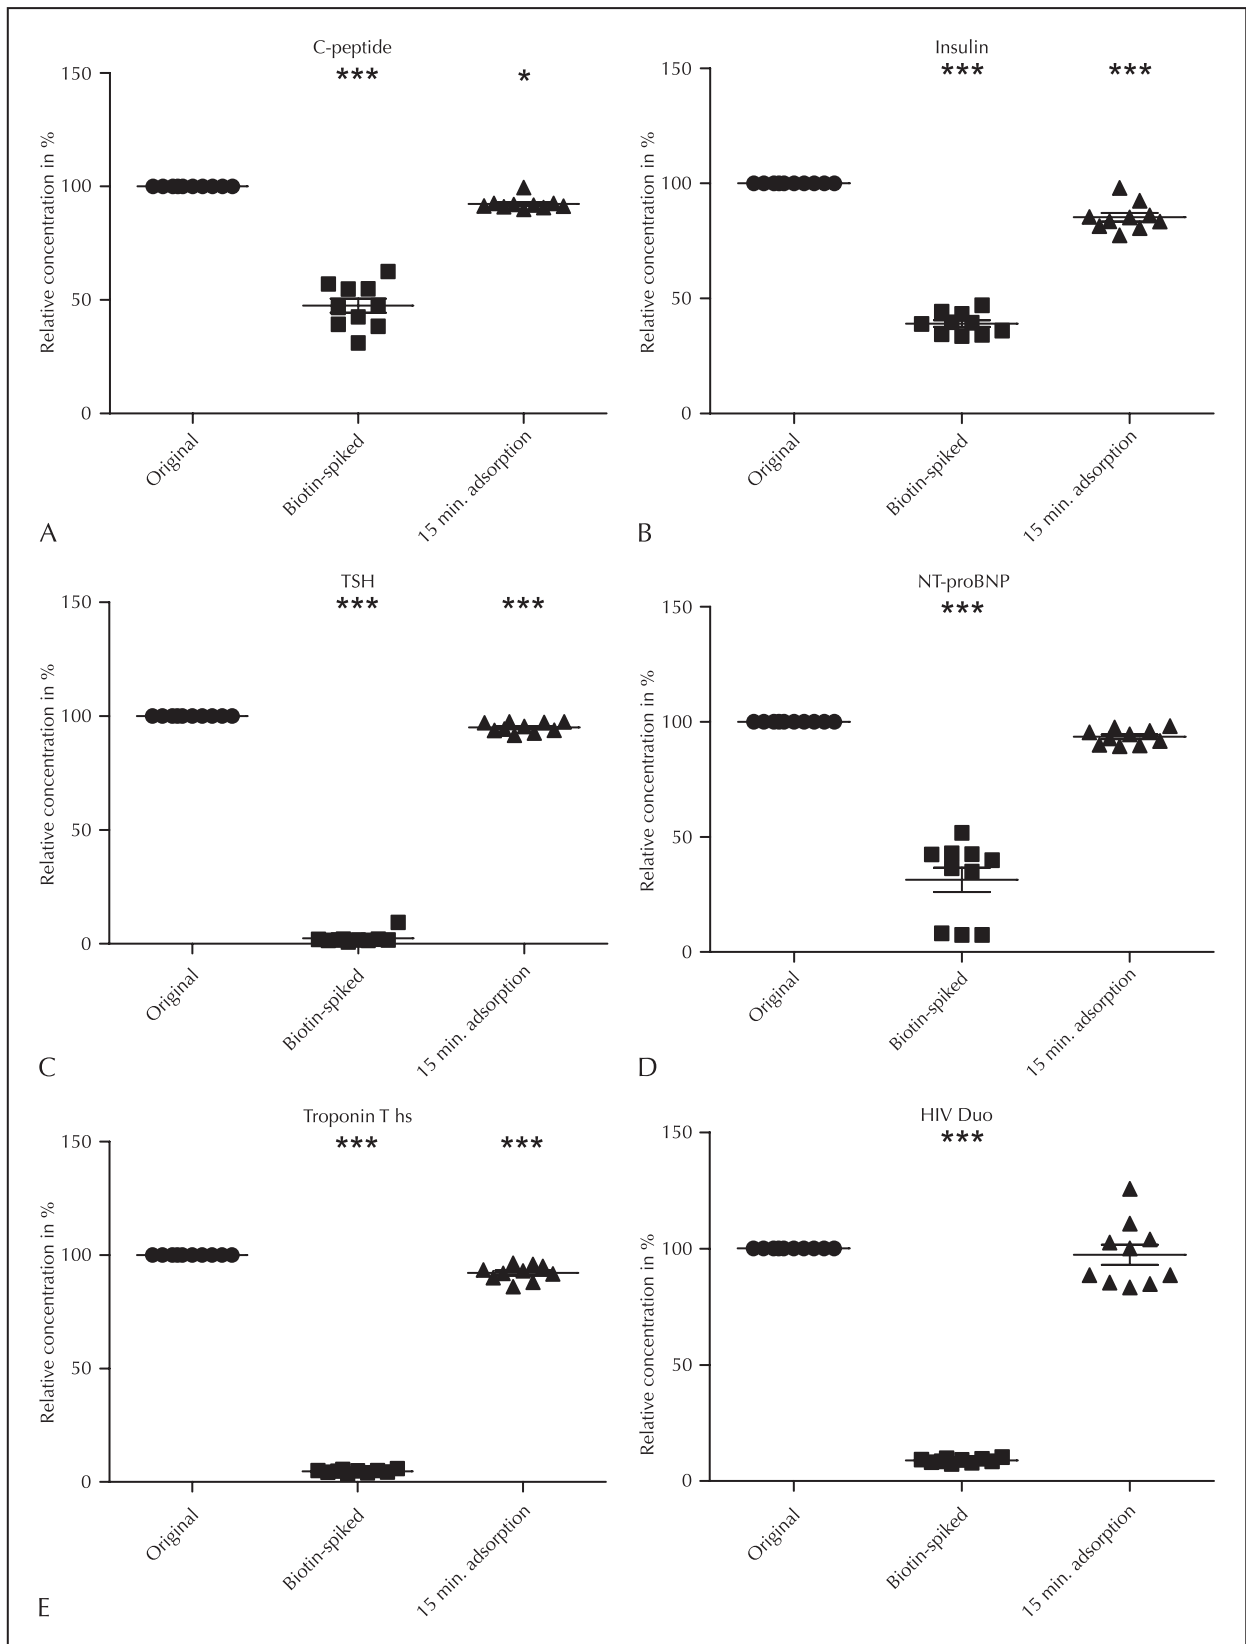 C-peptide
***
*
150
100
50
0
Relative concentration in %
Original
Biotin-spiked
15 min. adsorption
A
Insulin
***
***
150
100
50
0
Relative concentration in %
Original
Biotin-spiked
15 min. adsorption
B
TSH
***
***
150
100
50
0
Relative concentration in %
Original
Biotin-spiked
15 min. adsorption
C
NT-proBNP
***
150
100
50
0
Relative concentration in %
Original
Biotin-spiked
15 min. adsorption
D
Troponin T hs
***
***
150
100
50
0
Relative concentration in %
Original
Biotin-spiked
15 min. adsorption
E
HIV Duo
***
150
100
50
0
Relative concentration in %
Original
Biotin-spiked
15 min. adsorption